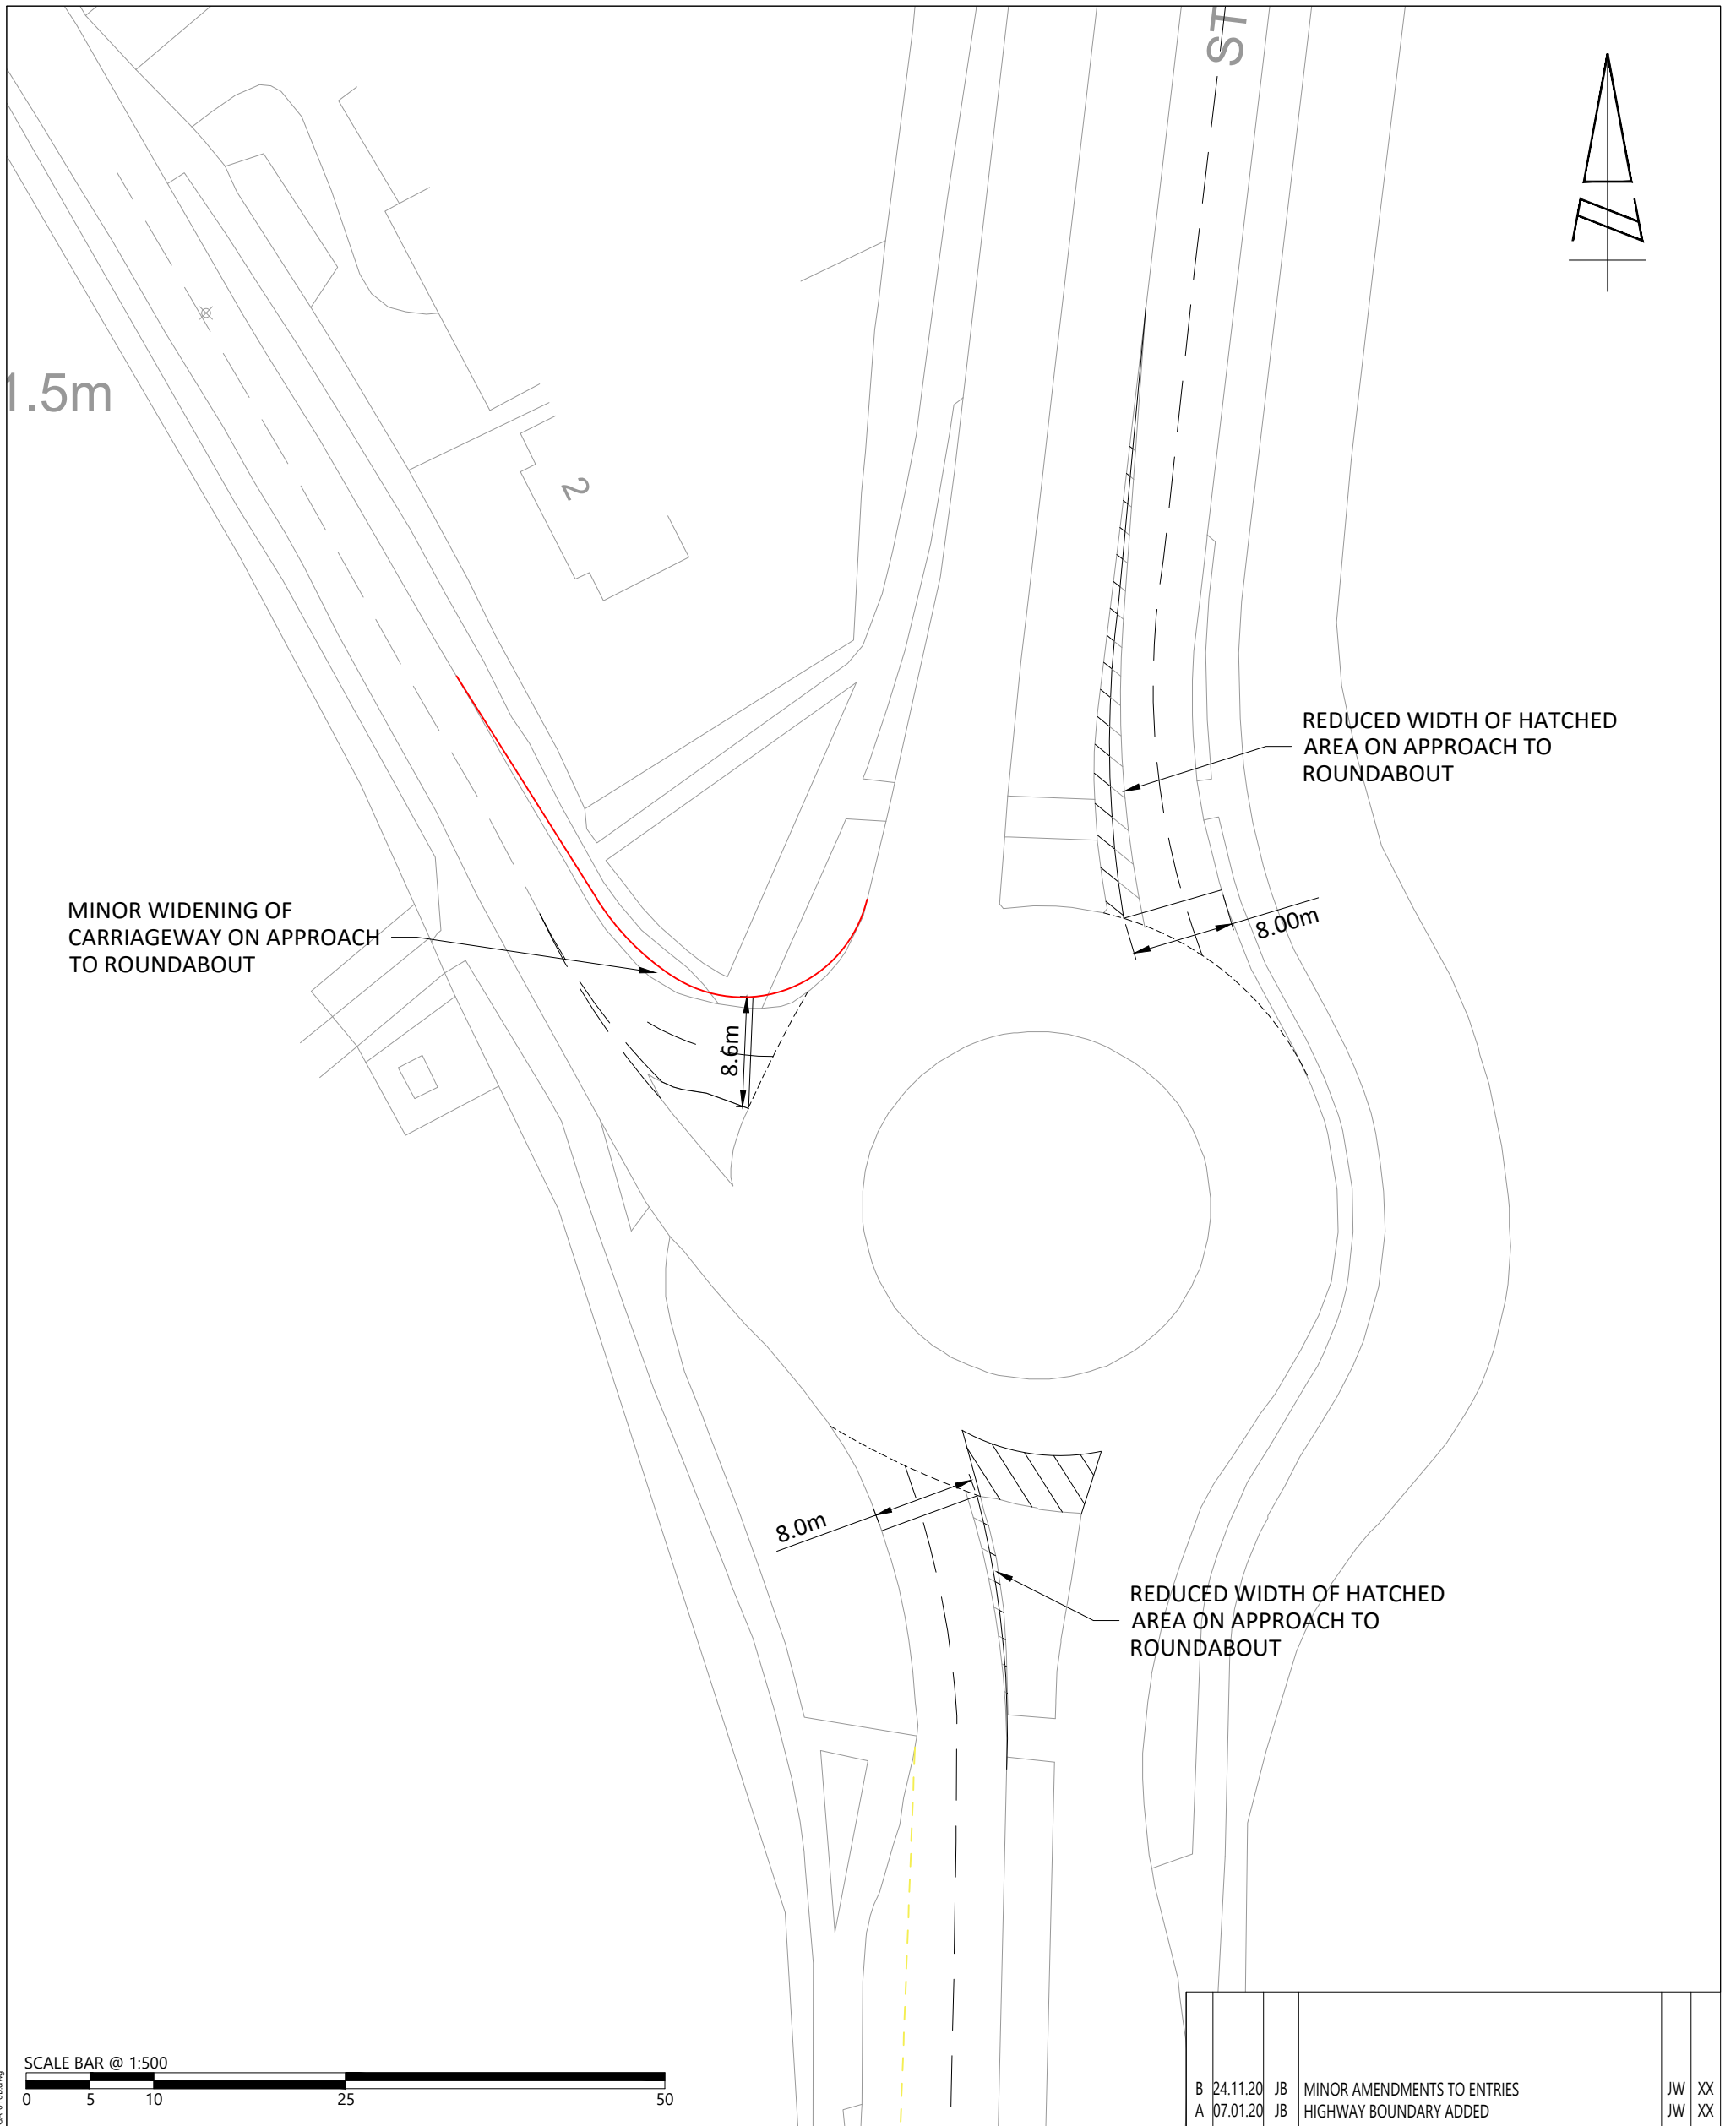 ST
1.5m
2
REDUCED WIDTH OF HATCHED
AREA ON APPROACH TO
ROUNDABOUT
MINOR WIDENING OF
CARRIAGEWAY ON APPROACH
TO ROUNDABOUT
8.00m
8.6m
8.0m
REDUCED WIDTH OF HATCHED
AREA ON APPROACH TO
ROUNDABOUT
SCALE BAR @ 1:500
0 5 10 25 50
B 24.11.20 JB MINOR AMENDMENTS TO ENTRIES JW XX
A 07.01.20 JB HIGHWAY BOUNDARY ADDED JW XX